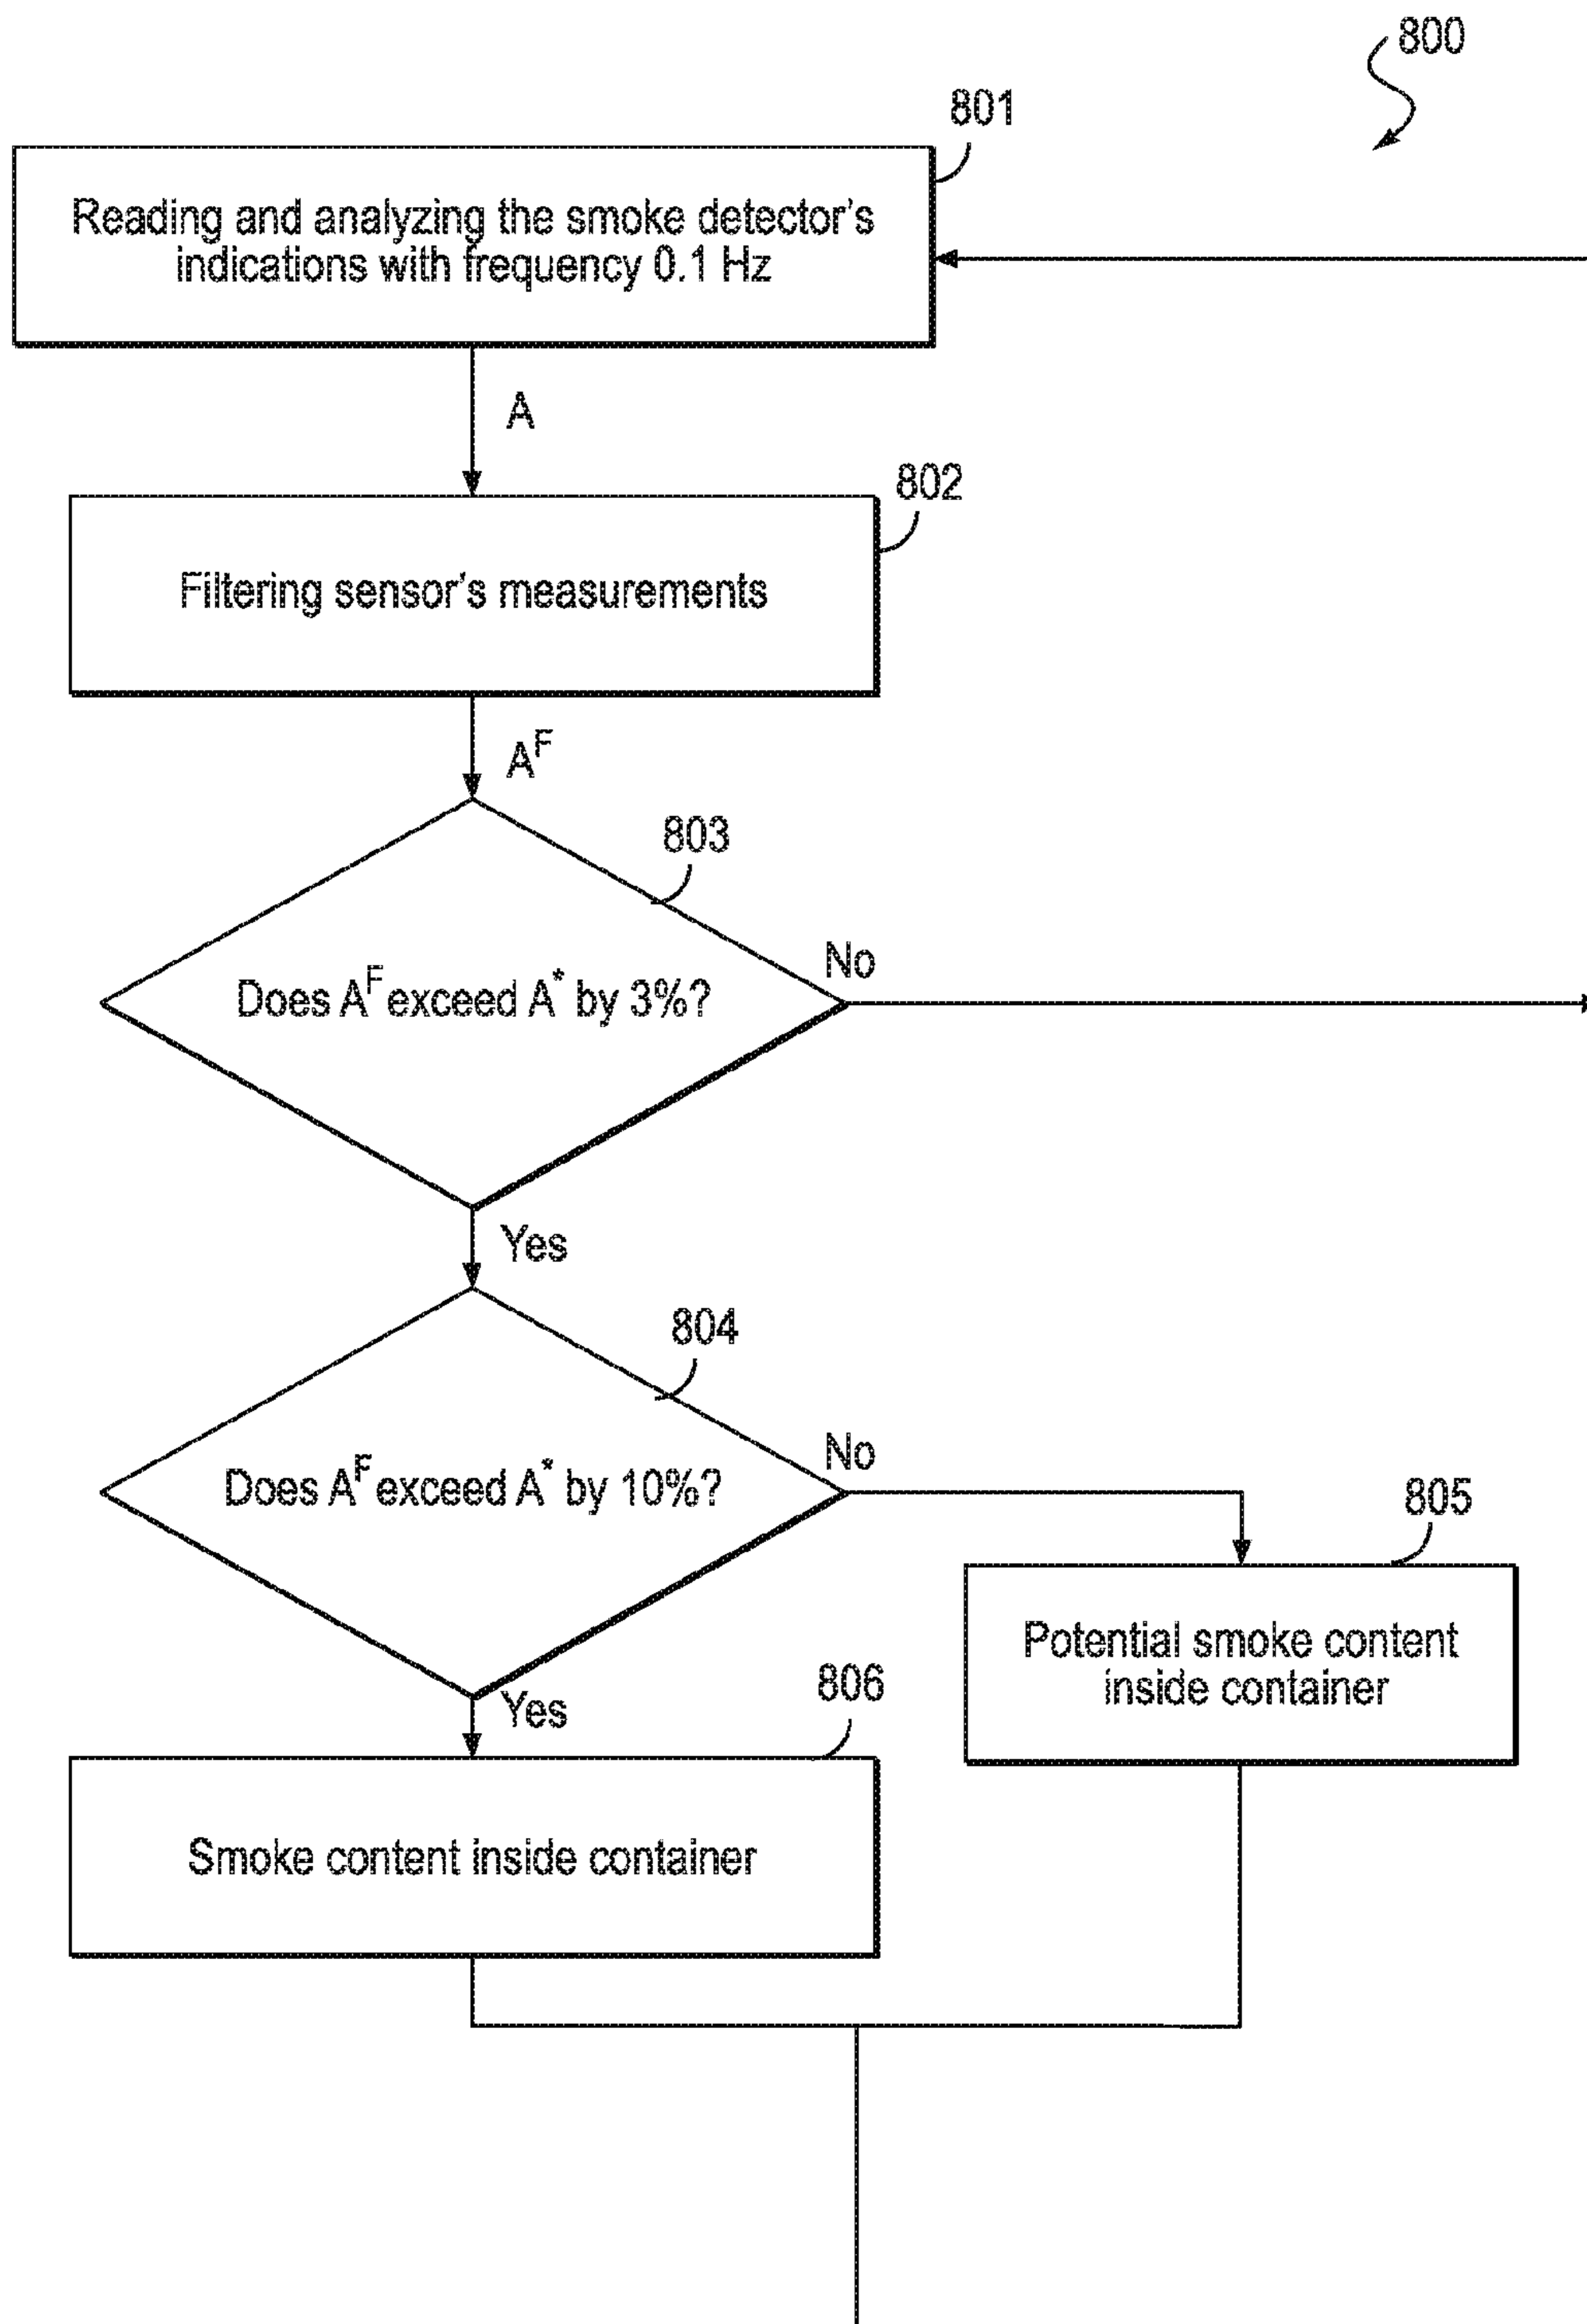 800
801
Reading and analyzing the smoke detector's
indications with frequency 0.1 Hz
A
802
Filtering sensor's measurements
A^F
803
Does A^F exceed A* by 3%?
No
Yes
804
Does A^F exceed A* by 10%?
No
805
Potential smoke content
inside container
Yes
806
Smoke content inside container